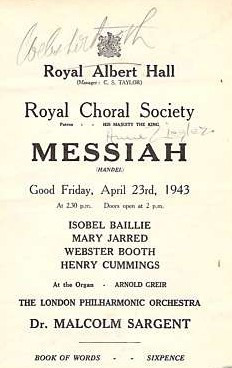 Royal Albert Hall
(Manager: C. S. TAYLOR)
Royal Choral Society
Patron - - HIS MAJESTY THE KING
MESSIAH
(HANDEL)
Good Friday, April 23rd, 1943
At 2.30 p.m. Doors open at 2 p.m.
ISOBEL BAILLIE
MARY JARRED
WEBSTER BOOTH
HENRY CUMMINGS
At the Organ - ARNOLD GREIR
THE LONDON PHILHARMONIC ORCHESTRA
Dr. MALCOLM SARGENT
BOOK OF WORDS - - SIXPENCE